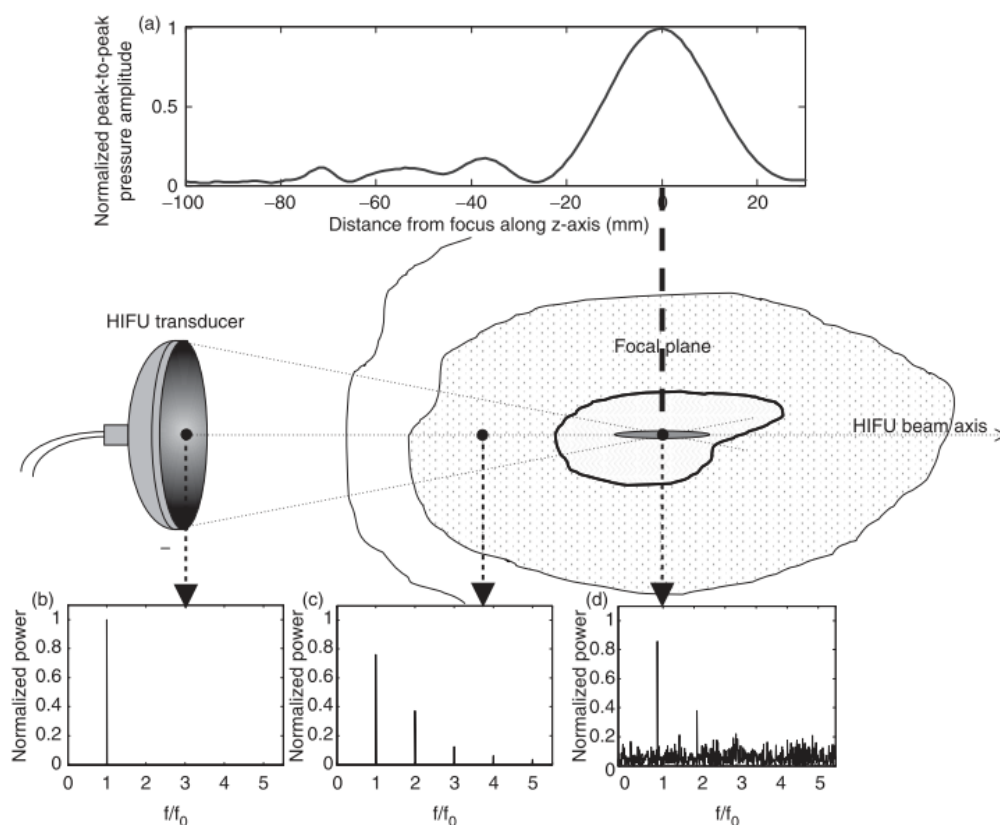 (a)
Normalized peak-to-peak
pressure amplitude
1
0.5
0
−100 −80 −60 −40 −20 0 20
Distance from focus along z-axis (mm)
HIFU transducer
Focal plane
HIFU beam axis
−
(b) (c) (d)
Normalized power
1
0.8
0.6
0.4
0.2
0
0 1 2 3 4 5
f/f0
Normalized power
1
0.8
0.6
0.4
0.2
0
0 1 2 3 4 5
f/f0
Normalized power
1
0.8
0.6
0.4
0.2
0
0 1 2 3 4 5
f/f0